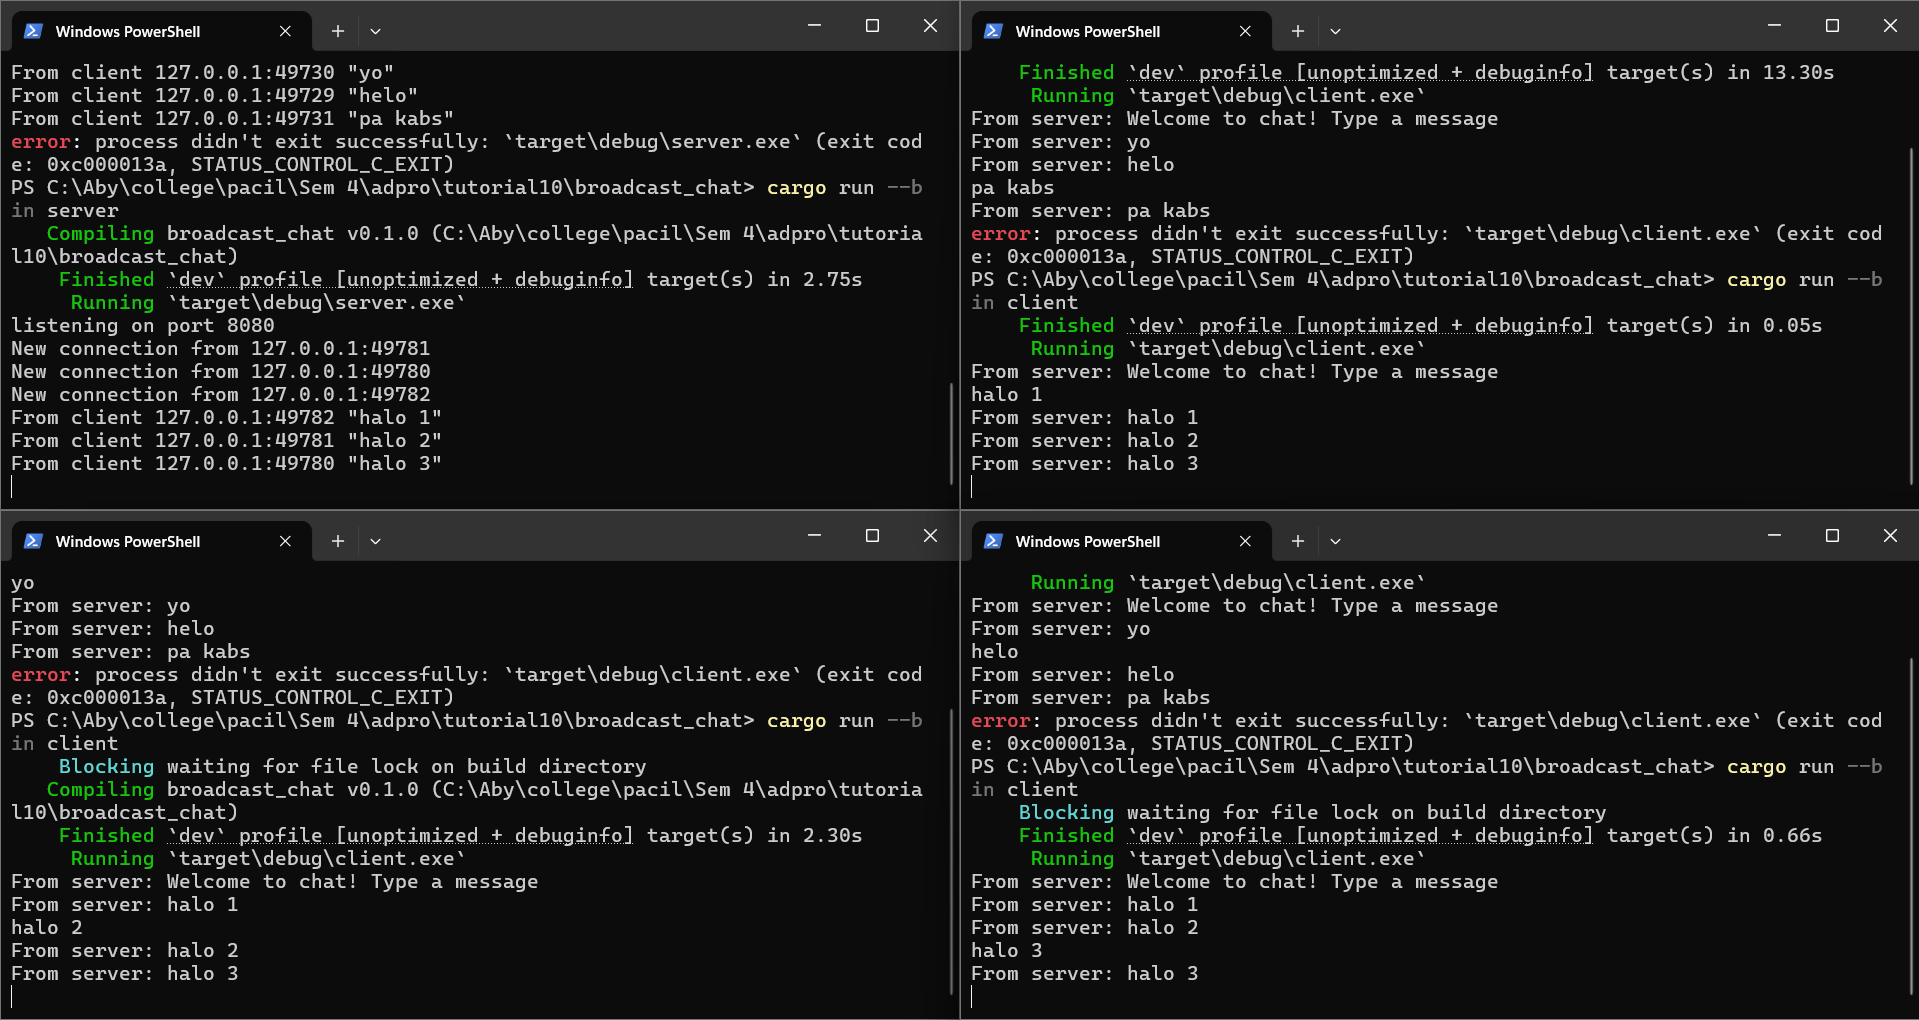 Windows PowerShell
From client 127.0.0.1:49730 "yo"
From client 127.0.0.1:49729 "helo"
From client 127.0.0.1:49731 "pa kabs"
error: process didn't exit successfully: `target\debug\server.exe` (exit cod
e: 0xc000013a, STATUS_CONTROL_C_EXIT)
PS C:\Aby\college\pacil\Sem 4\adpro\tutorial10\broadcast_chat> cargo run --b
in server
   Compiling broadcast_chat v0.1.0 (C:\Aby\college\pacil\Sem 4\adpro\tutoria
l10\broadcast_chat)
    Finished `dev` profile [unoptimized + debuginfo] target(s) in 2.75s
     Running `target\debug\server.exe`
listening on port 8080
New connection from 127.0.0.1:49781
New connection from 127.0.0.1:49780
New connection from 127.0.0.1:49782
From client 127.0.0.1:49782 "halo 1"
From client 127.0.0.1:49781 "halo 2"
From client 127.0.0.1:49780 "halo 3"
Windows PowerShell
    Finished `dev` profile [unoptimized + debuginfo] target(s) in 13.30s
     Running `target\debug\client.exe`
From server: Welcome to chat! Type a message
From server: yo
From server: helo
pa kabs
From server: pa kabs
error: process didn't exit successfully: `target\debug\client.exe` (exit cod
e: 0xc000013a, STATUS_CONTROL_C_EXIT)
PS C:\Aby\college\pacil\Sem 4\adpro\tutorial10\broadcast_chat> cargo run --b
in client
    Finished `dev` profile [unoptimized + debuginfo] target(s) in 0.05s
     Running `target\debug\client.exe`
From server: Welcome to chat! Type a message
halo 1
From server: halo 1
From server: halo 2
From server: halo 3
Windows PowerShell
yo
From server: yo
From server: helo
From server: pa kabs
error: process didn't exit successfully: `target\debug\client.exe` (exit cod
e: 0xc000013a, STATUS_CONTROL_C_EXIT)
PS C:\Aby\college\pacil\Sem 4\adpro\tutorial10\broadcast_chat> cargo run --b
in client
    Blocking waiting for file lock on build directory
   Compiling broadcast_chat v0.1.0 (C:\Aby\college\pacil\Sem 4\adpro\tutoria
l10\broadcast_chat)
    Finished `dev` profile [unoptimized + debuginfo] target(s) in 2.30s
     Running `target\debug\client.exe`
From server: Welcome to chat! Type a message
From server: halo 1
halo 2
From server: halo 2
From server: halo 3
Windows PowerShell
     Running `target\debug\client.exe`
From server: Welcome to chat! Type a message
From server: yo
helo
From server: helo
From server: pa kabs
error: process didn't exit successfully: `target\debug\client.exe` (exit cod
e: 0xc000013a, STATUS_CONTROL_C_EXIT)
PS C:\Aby\college\pacil\Sem 4\adpro\tutorial10\broadcast_chat> cargo run --b
in client
    Blocking waiting for file lock on build directory
    Finished `dev` profile [unoptimized + debuginfo] target(s) in 0.66s
     Running `target\debug\client.exe`
From server: Welcome to chat! Type a message
From server: halo 1
From server: halo 2
halo 3
From server: halo 3